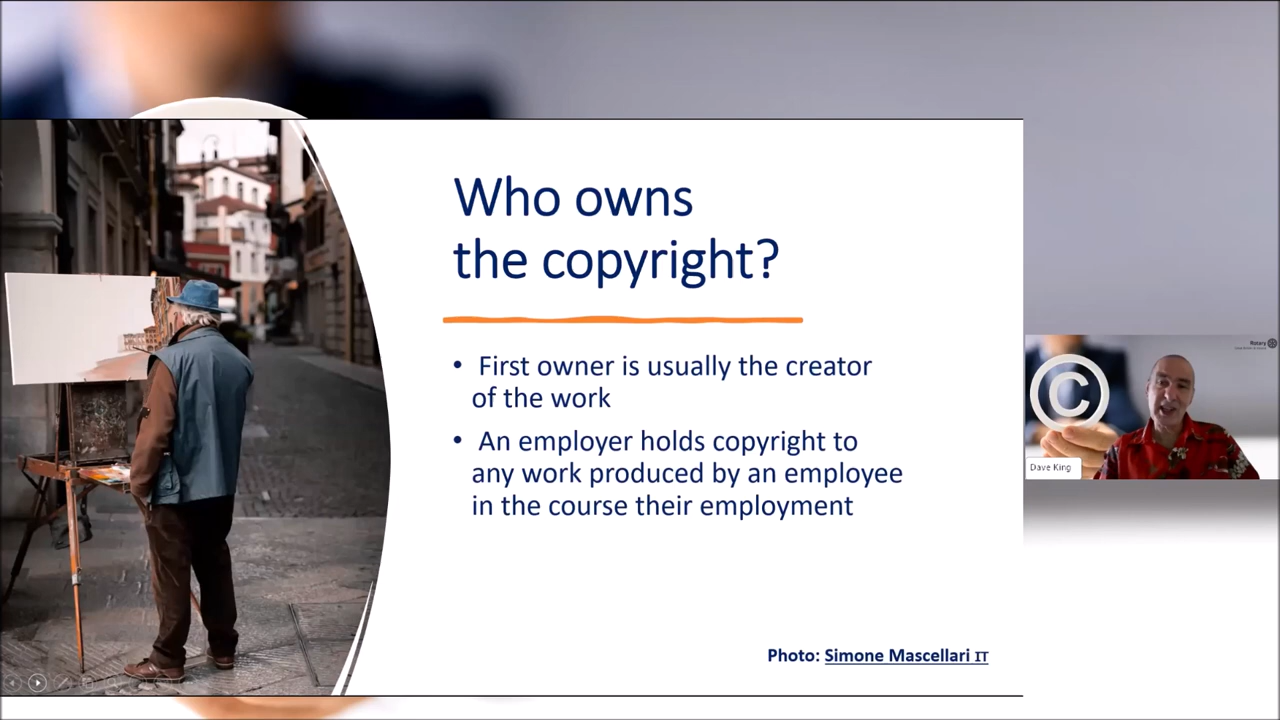 Who owns
the copyright?
• First owner is usually the creator
of the work
• An employer holds copyright to
any work produced by an employee
in the course their employment
Photo: Simone Mascellari IT
Rotary
©
Dave King